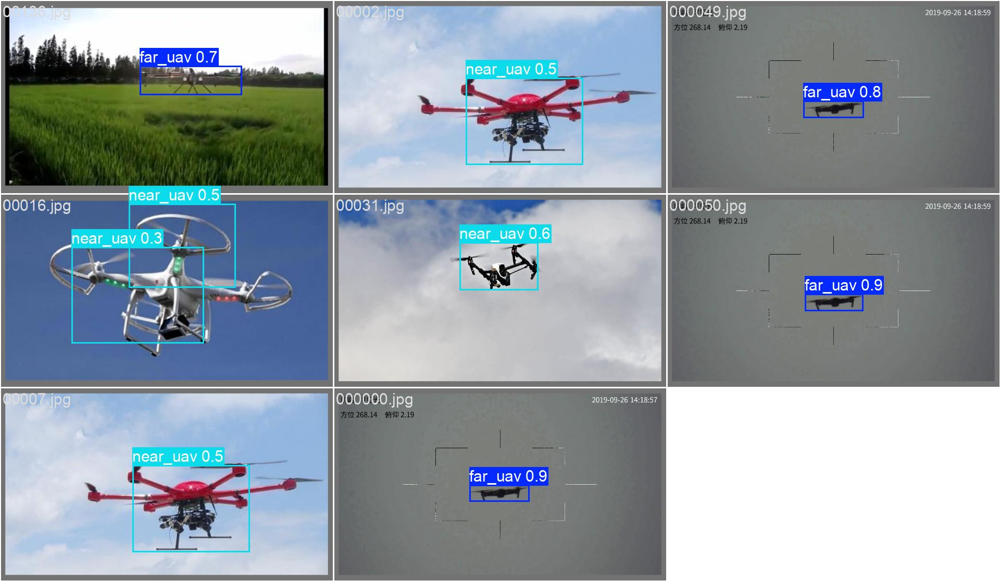 00136.jpg
far_uav 0.7
00002.jpg
near_uav 0.5
000049.jpg
2019-09-26 14:18:59
方位 268.14 俯仰 2.19
far_uav 0.8
00016.jpg
near_uav 0.5
near_uav 0.3
00031.jpg
near_uav 0.6
000050.jpg
2019-09-26 14:18:59
方位 268.14 俯仰 2.19
far_uav 0.9
00007.jpg
near_uav 0.5
000000.jpg
2019-09-26 14:18:57
方位 268.14 俯仰 2.19
far_uav 0.9